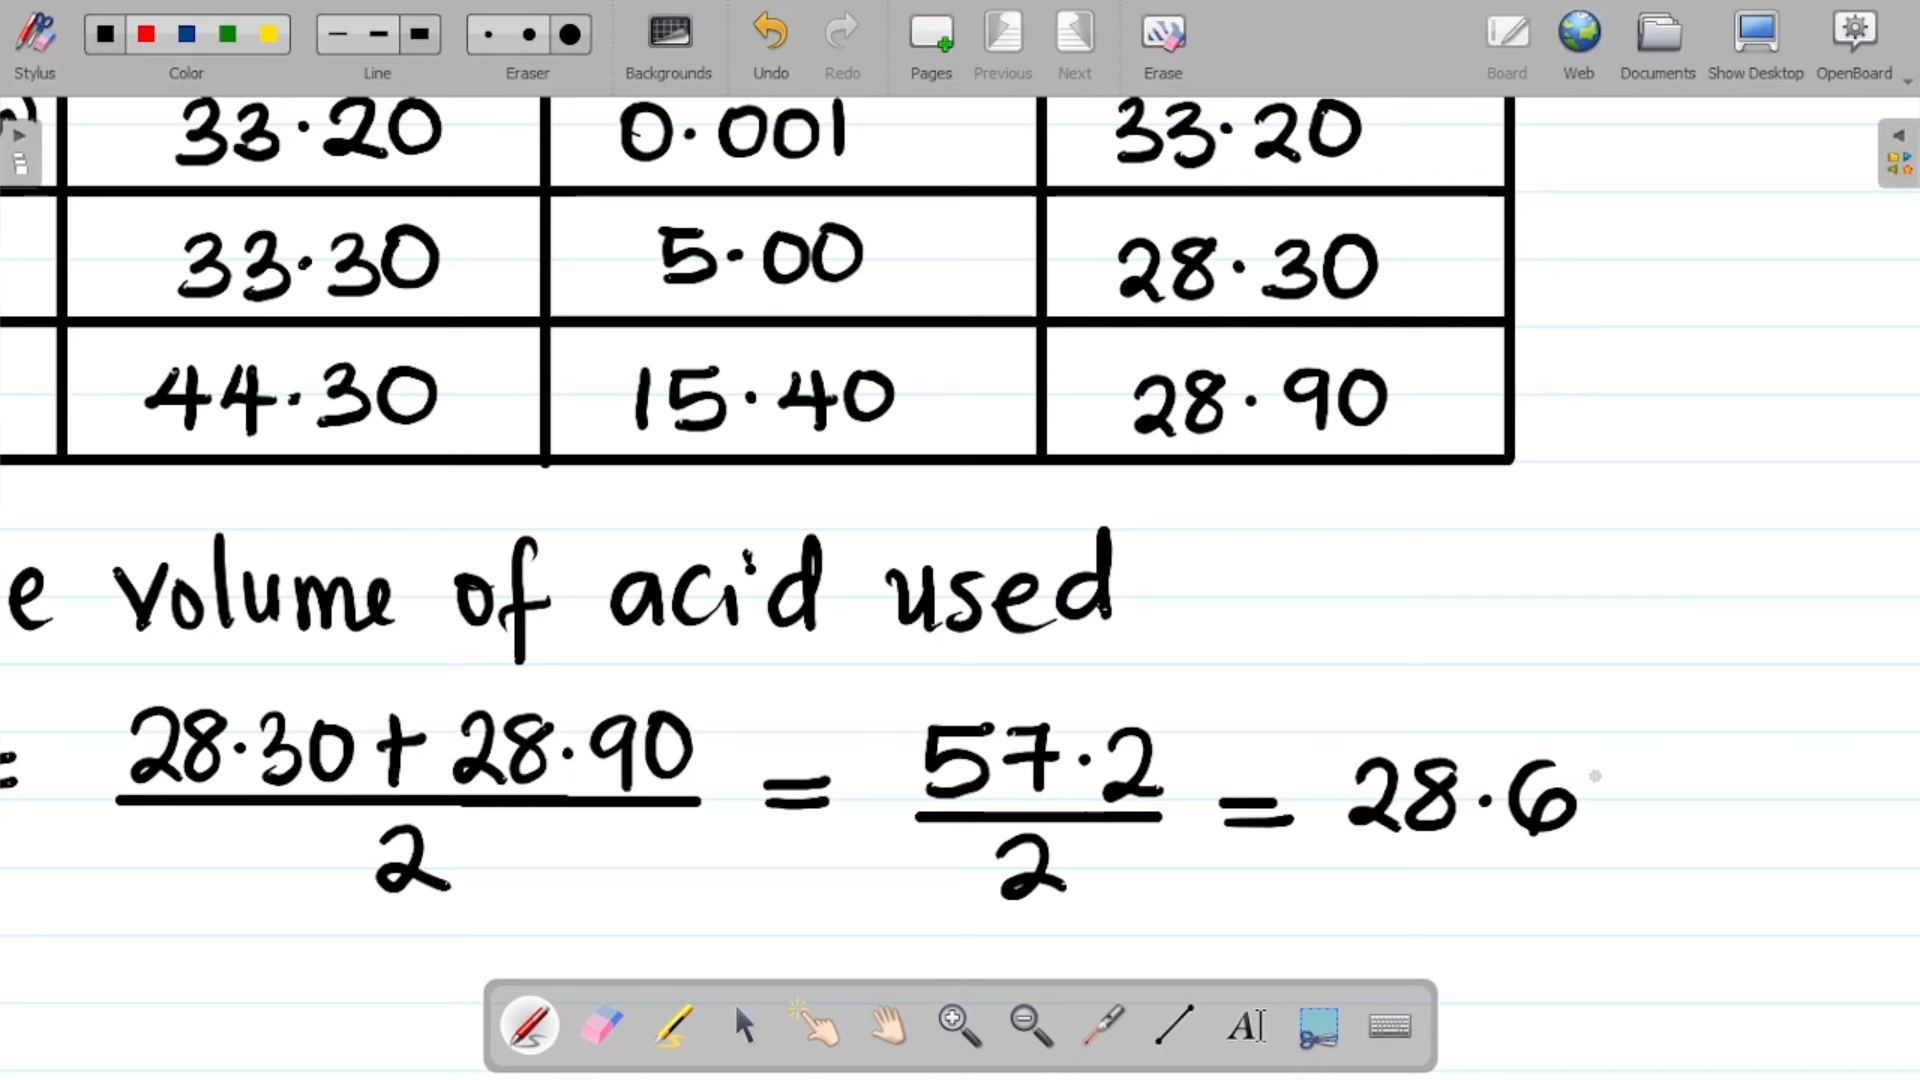 Stylus Color Line Eraser Backgrounds Undo Redo Pages Previous Next Erase Board Web Documents Show Desktop OpenBoard
33.20 0.001 33.20
33.30 5.00 28.30
44.30 15.40 28.90
e volume of acid used
= 28.30 + 28.90 / 2 = 57.2 / 2 = 28.6